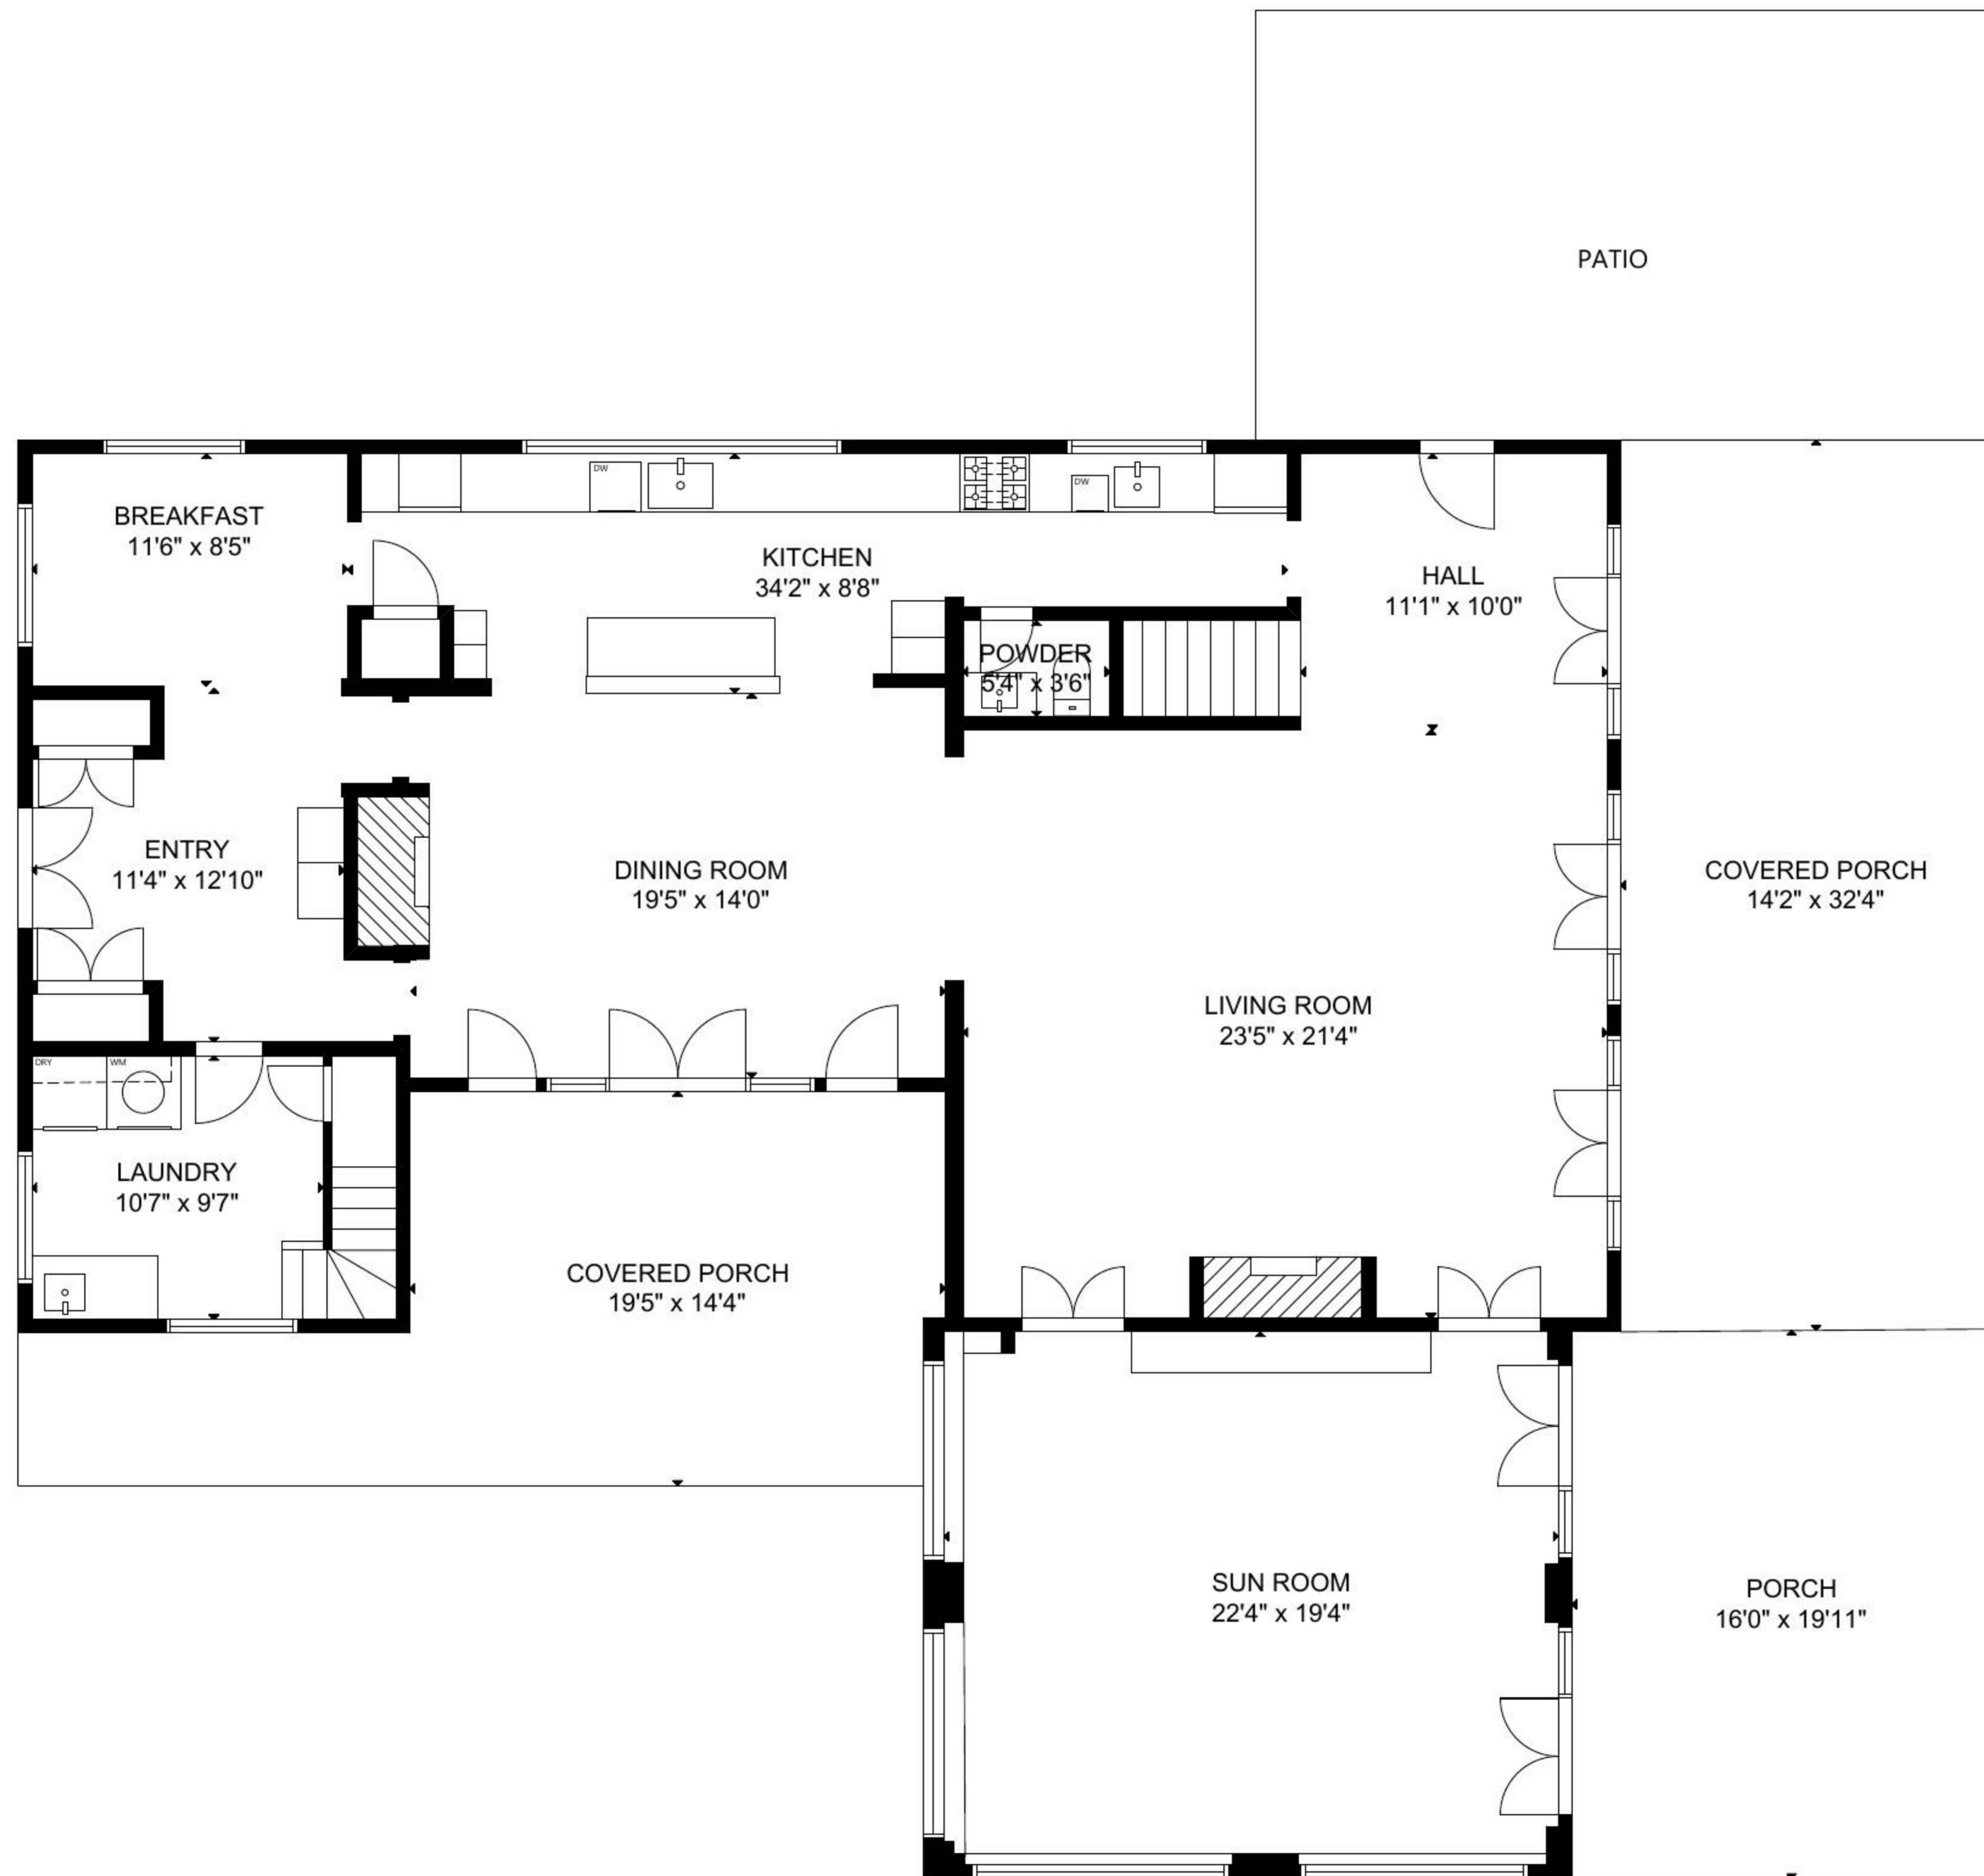 PATIO
DW
DW
BREAKFAST
11'6" x 8'5"
KITCHEN
34'2" x 8'8"
HALL
11'1" x 10'0"
POWDER
5'4" x 3'6"
ENTRY
11'4" x 12'10"
DINING ROOM
19'5" x 14'0"
COVERED PORCH
14'2" x 32'4"
LIVING ROOM
23'5" x 21'4"
DRY
WM
LAUNDRY
10'7" x 9'7"
COVERED PORCH
19'5" x 14'4"
SUN ROOM
22'4" x 19'4"
PORCH
16'0" x 19'11"